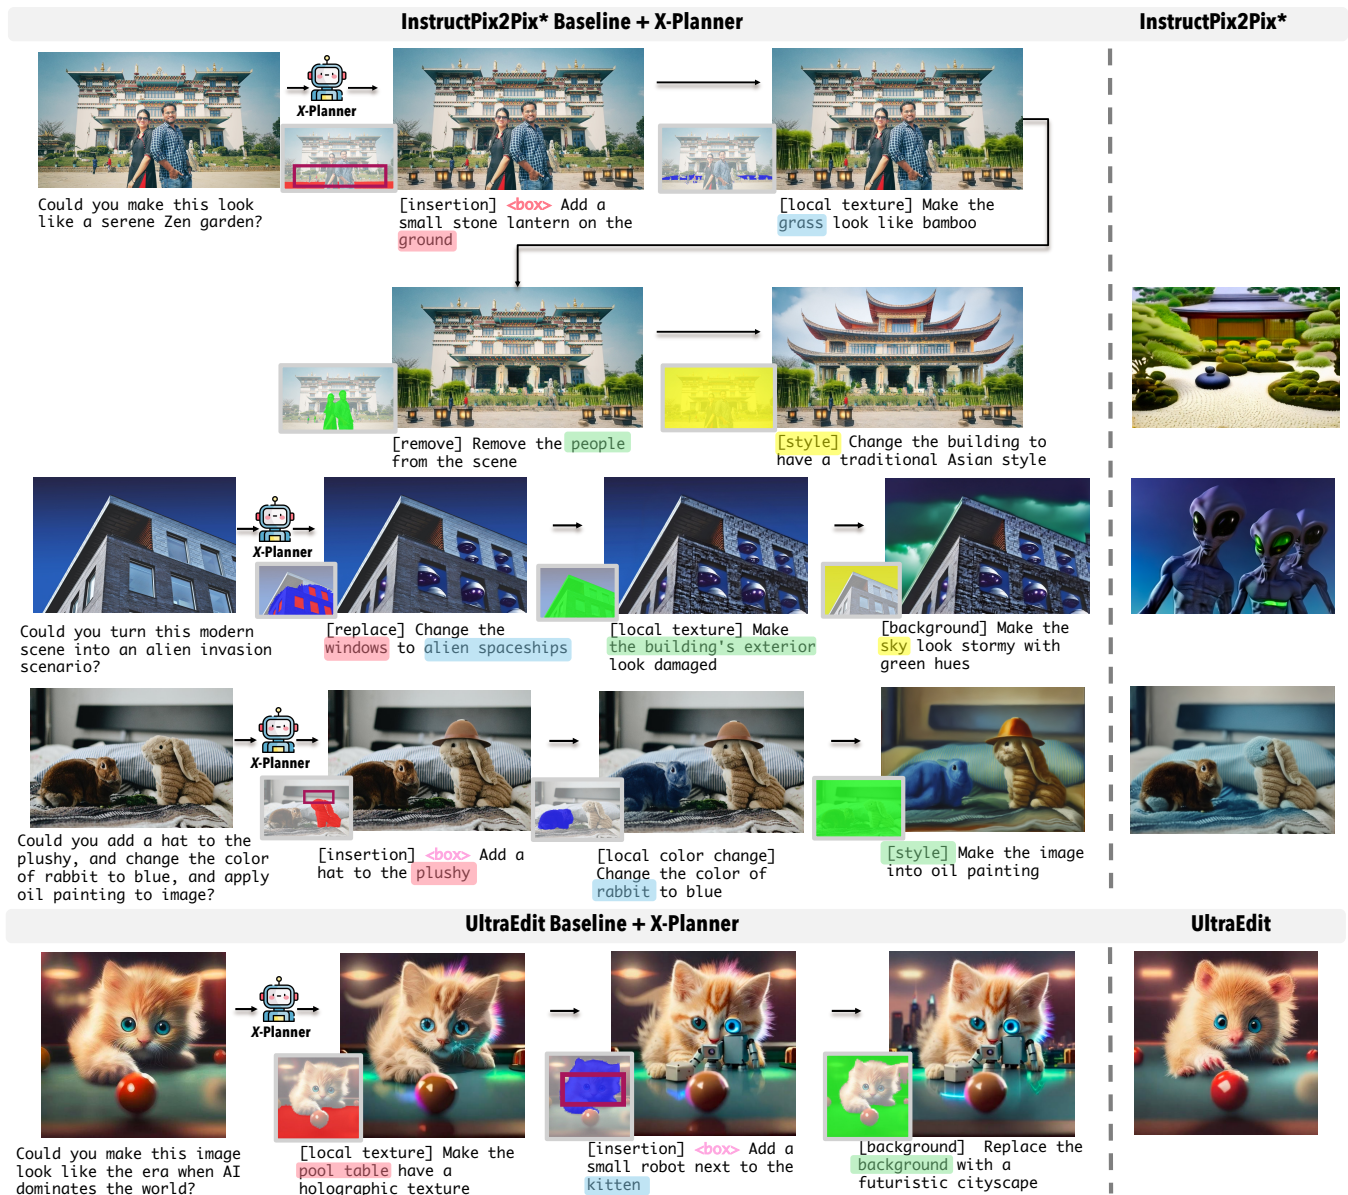 InstructPix2Pix* Baseline + X-Planner
InstructPix2Pix*
X-Planner
Could you make this look
like a serene Zen garden?
[insertion] <box> Add a
small stone lantern on the
ground
[local texture] Make the
grass look like bamboo
[remove] Remove the people
from the scene
[style] Change the building to
have a traditional Asian style
X-Planner
Could you turn this modern
scene into an alien invasion
scenario?
[replace] Change the
windows to alien spaceships
[local texture] Make
the building's exterior
look damaged
[background] Make the
sky look stormy with
green hues
X-Planner
Could you add a hat to the
plushy, and change the color
of rabbit to blue, and apply
oil painting to image?
[insertion] <box> Add a
hat to the plushy
[local color change]
Change the color of
rabbit to blue
[style] Make the image
into oil painting
UltraEdit Baseline + X-Planner
UltraEdit
X-Planner
Could you make this image
look like the era when AI
dominates the world?
[local texture] Make the
pool table have a
holographic texture
[insertion] <box> Add a
small robot next to the
kitten
[background] Replace the
background with a
futuristic cityscape